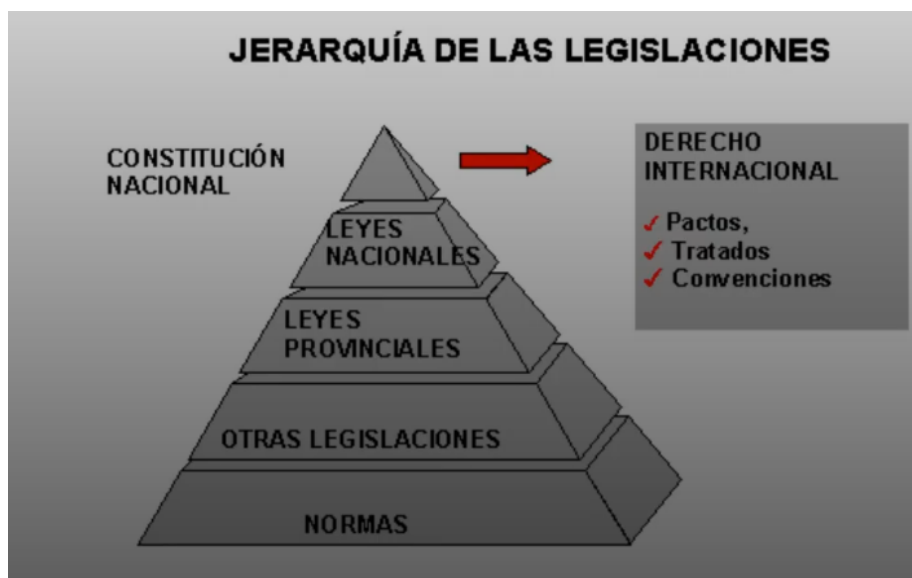 JERARQUÍA DE LAS LEGISLACIONES
CONSTITUCIÓN
NACIONAL
DERECHO
INTERNACIONAL
✓ Pactos,
✓ Tratados
✓ Convenciones
LEYES
NACIONALES
LEYES
PROVINCIALES
OTRAS LEGISLACIONES
NORMAS